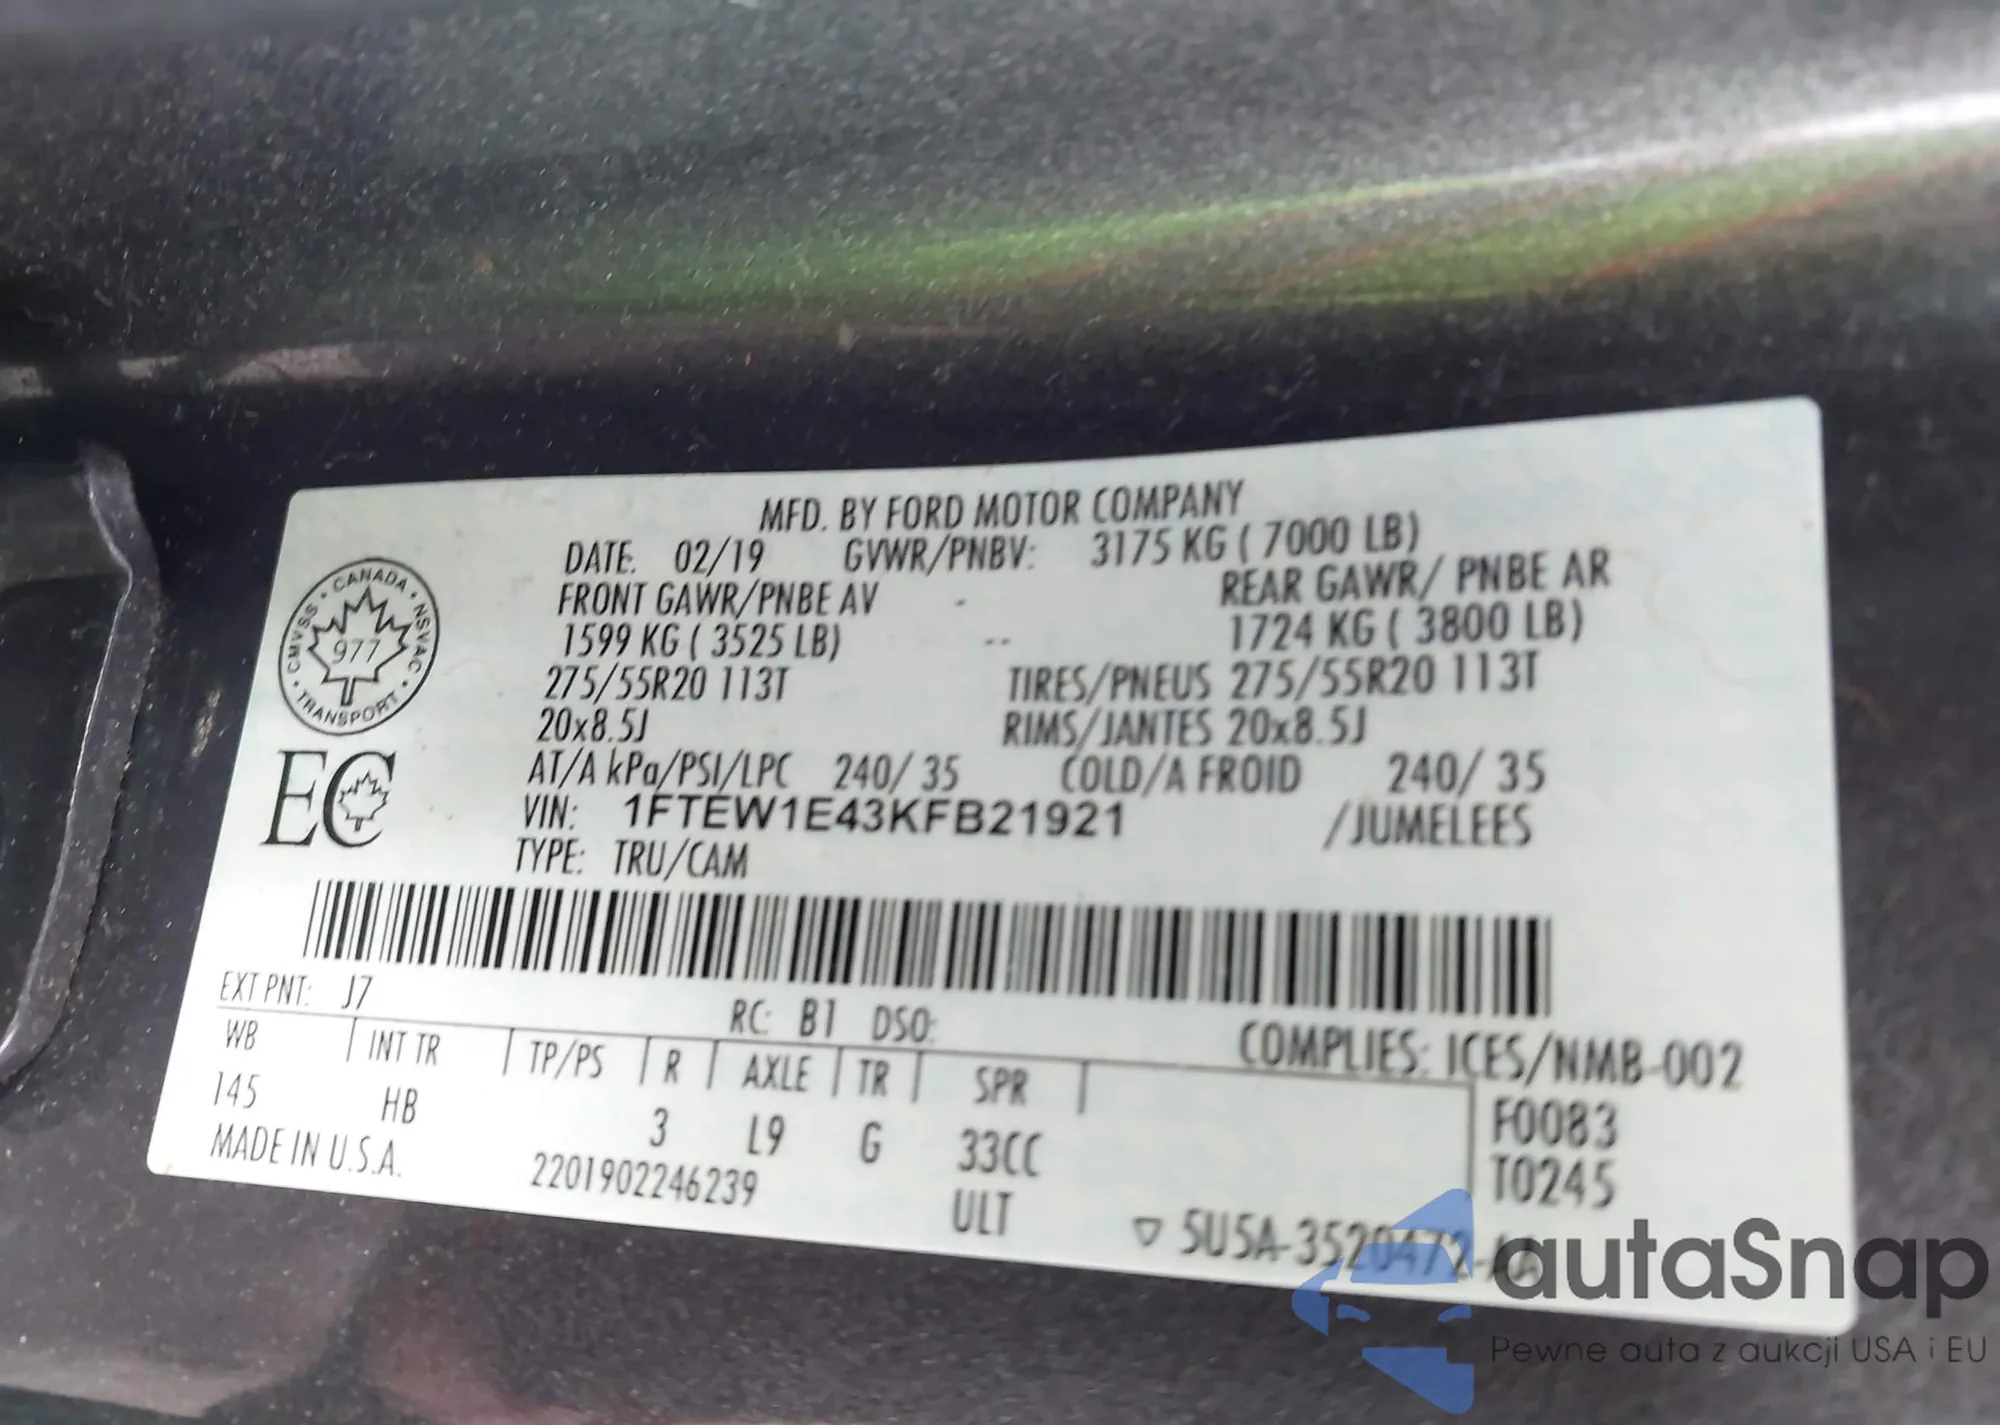 MFD. BY FORD MOTOR COMPANY
DATE: 02/19 GVWR/PNBV: 3175 KG ( 7000 LB)
FRONT GAWR/PNBE AV - REAR GAWR/ PNBE AR
1599 KG ( 3525 LB) -- 1724 KG ( 3800 LB)
275/55R20 113T TIRES/PNEUS 275/55R20 113T
20x8.5J RIMS/JANTES 20x8.5J
AT/A kPa/PSI/LPC 240/ 35 COLD/A FROID 240/ 35
VIN: 1FTEW1E43KFB21921 /JUMELEES
TYPE: TRU/CAM
CANADA • NSVAC • TRANSPORT • CMVSS •
977
EC
EXT PNT: J7 RC: B1 DSO:
COMPLIES: ICES/NMB-002
WB INT TR TP/PS R AXLE TR SPR
145 HB 3 L9 G 33CC
F0083
T0245
MADE IN U.S.A. 2201902246239 ULT
▽ 5U5A-3520472-AA
autaSnap
Pewne auta z aukcji USA i EU